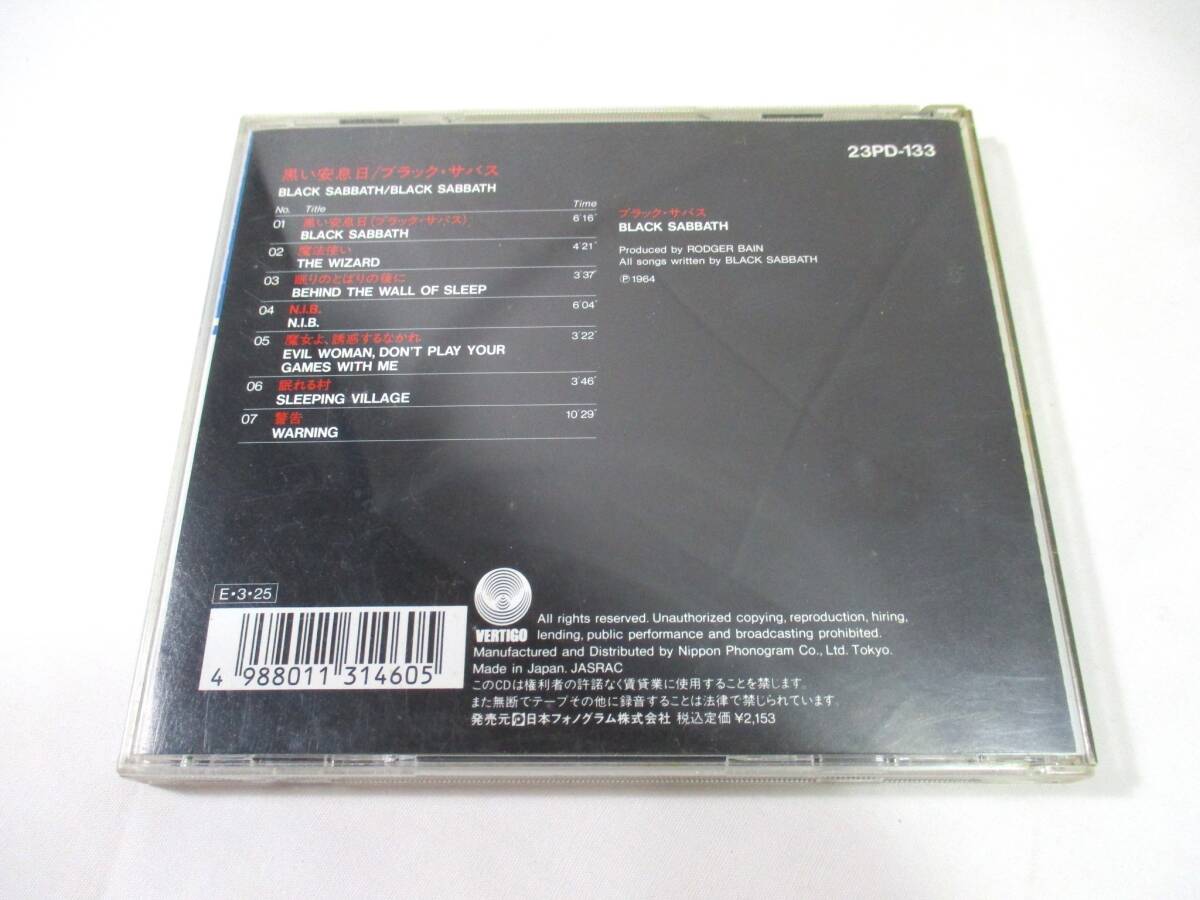 23PD-133
黒い安息日/ブラック・サバス
BLACK SABBATH/BLACK SABBATH
No. Title Time
01 黒い安息日(ブラック・サバス) 6'16"
BLACK SABBATH
02 魔法使い 4'21"
THE WIZARD
03 眠りのとばりの後に 3'37"
BEHIND THE WALL OF SLEEP
04 N.I.B. 6'04"
N.I.B.
05 魔女よ、誘惑するなかれ 3'22"
EVIL WOMAN, DON'T PLAY YOUR
GAMES WITH ME
06 眠れる村 3'46"
SLEEPING VILLAGE
07 警告 10'29"
WARNING
ブラック・サバス
BLACK SABBATH
Produced by RODGER BAIN
All songs written by BLACK SABBATH
℗1964
E・3・25
4 988011 314605
VERTIGO
All rights reserved. Unauthorized copying, reproduction, hiring,
lending, public performance and broadcasting prohibited.
Manufactured and Distributed by Nippon Phonogram Co., Ltd. Tokyo.
Made in Japan. JASRAC
このCDは権利者の許諾なく賃貸業に使用することを禁じます。
また無断でテープその他に録音することは法律で禁じられています。
発売元 日本フォノグラム株式会社 税込定価¥2,153